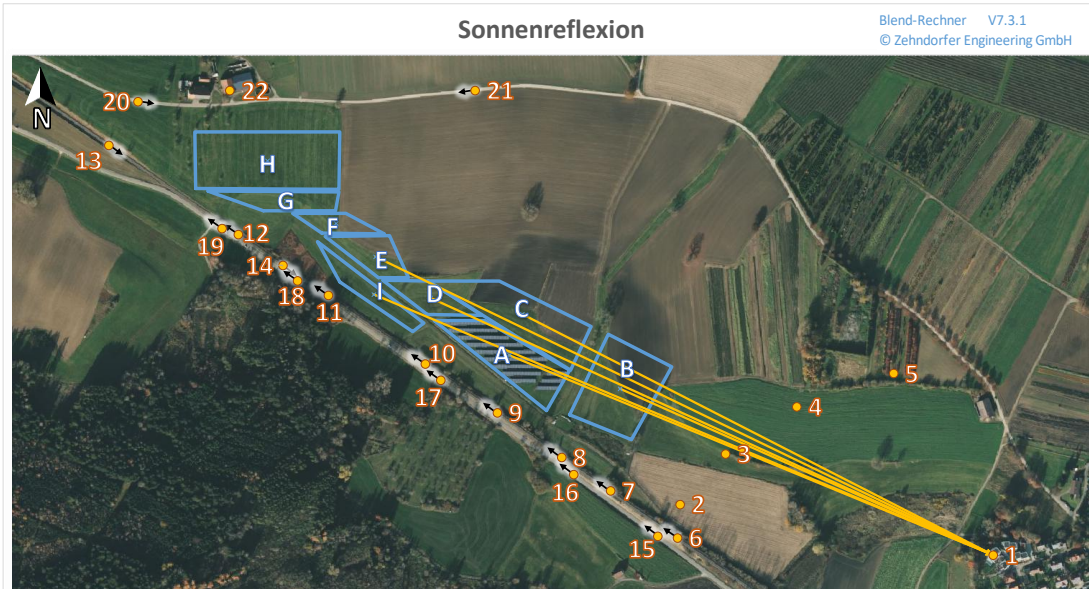 Sonnenreflexion
Blend-Rechner V7.3.1
© Zehndorfer Engineering GmbH
20
22
21
N
13
H
G
F
19
12
E
14
18
I
11
D
C
A
B
10
17
9
5
4
3
8
16
7
2
15
6
1